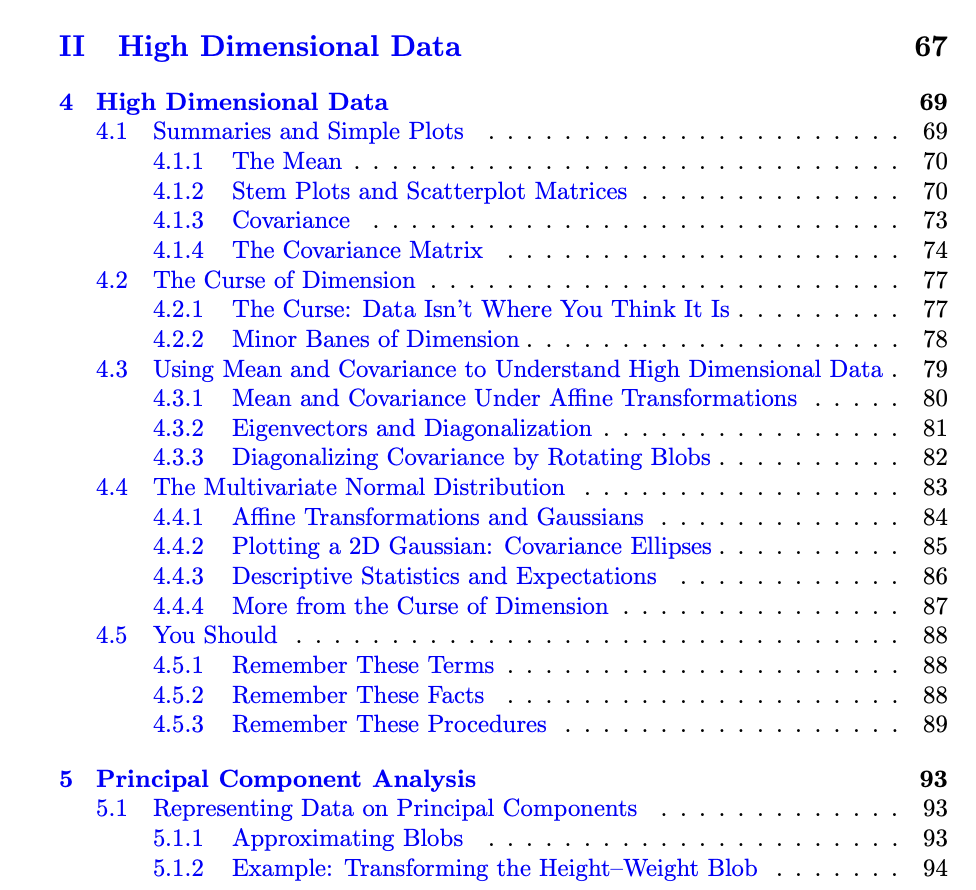 II High Dimensional Data 67
4 High Dimensional Data 69
4.1 Summaries and Simple Plots . . . . . . . . . . . . . . . . . . . . . . 69
4.1.1 The Mean . . . . . . . . . . . . . . . . . . . . . . . . . . . . . 70
4.1.2 Stem Plots and Scatterplot Matrices . . . . . . . . . . . . . . 70
4.1.3 Covariance . . . . . . . . . . . . . . . . . . . . . . . . . . . . 73
4.1.4 The Covariance Matrix . . . . . . . . . . . . . . . . . . . . . 74
4.2 The Curse of Dimension . . . . . . . . . . . . . . . . . . . . . . . . . 77
4.2.1 The Curse: Data Isn't Where You Think It Is . . . . . . . . . 77
4.2.2 Minor Banes of Dimension . . . . . . . . . . . . . . . . . . . . 78
4.3 Using Mean and Covariance to Understand High Dimensional Data . 79
4.3.1 Mean and Covariance Under Affine Transformations . . . . . 80
4.3.2 Eigenvectors and Diagonalization . . . . . . . . . . . . . . . . 81
4.3.3 Diagonalizing Covariance by Rotating Blobs . . . . . . . . . . 82
4.4 The Multivariate Normal Distribution . . . . . . . . . . . . . . . . . 83
4.4.1 Affine Transformations and Gaussians . . . . . . . . . . . . . 84
4.4.2 Plotting a 2D Gaussian: Covariance Ellipses . . . . . . . . . . 85
4.4.3 Descriptive Statistics and Expectations . . . . . . . . . . . . 86
4.4.4 More from the Curse of Dimension . . . . . . . . . . . . . . . 87
4.5 You Should . . . . . . . . . . . . . . . . . . . . . . . . . . . . . . . . 88
4.5.1 Remember These Terms . . . . . . . . . . . . . . . . . . . . . 88
4.5.2 Remember These Facts . . . . . . . . . . . . . . . . . . . . . 88
4.5.3 Remember These Procedures . . . . . . . . . . . . . . . . . . 89
5 Principal Component Analysis 93
5.1 Representing Data on Principal Components . . . . . . . . . . . . . 93
5.1.1 Approximating Blobs . . . . . . . . . . . . . . . . . . . . . . 93
5.1.2 Example: Transforming the Height–Weight Blob . . . . . . . 94